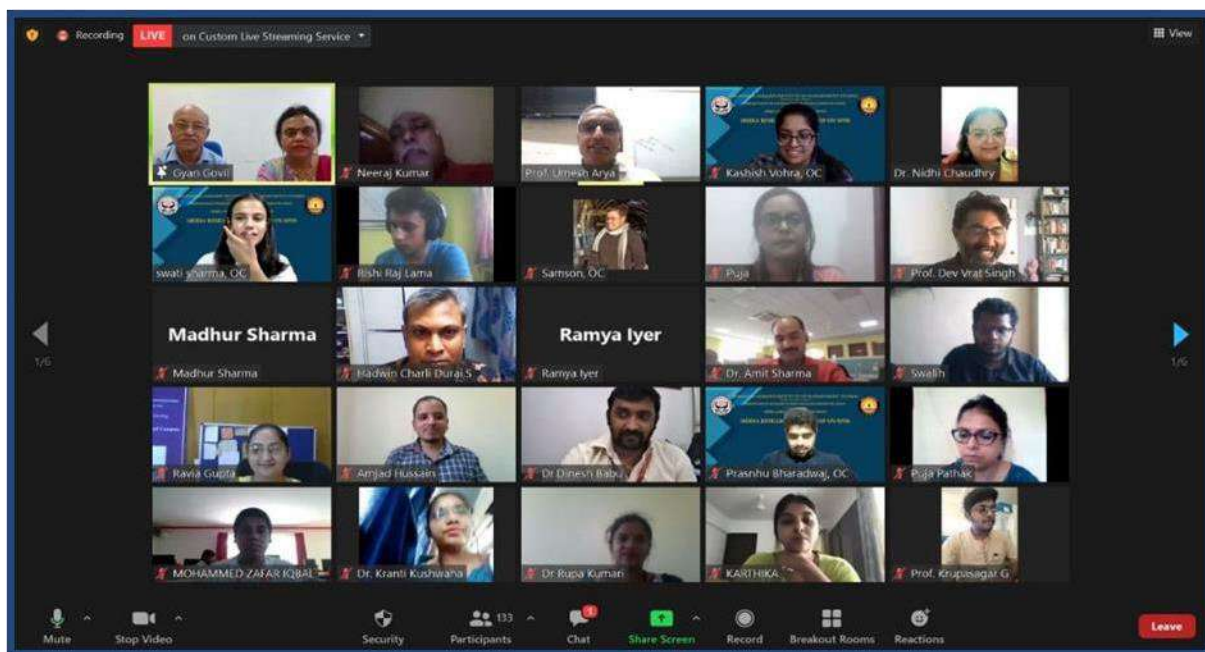 Recording LIVE on Custom Live Streaming Service
View
Gyan Govil
Neeraj Kumar
Prof. Umesh Arya
Kashish Vohra, OC
Dr. Nidhi Chaudhry
swati sharma, OC
Rishi Raj Lama
Samson, OC
Puja
Prof. Dev Vrat Singh
Madhur Sharma
Madhur Sharma
Hadwin Charli Durai.S
Ramya Iyer
Ramya Iyer
Dr. Amit Sharma
Swalih
1/6
1/6
Ravia Gupta
Amjad Hussain
Dr Dinesh Babu
Prasnhu Bharadwaj, OC
Puja Pathak
MOHAMMED ZAFAR IQBAL
Dr. Kranti Kushwaha
Dr Rupa Kumari
KARTHIKA
Prof. Krupasagar G
133
1
Mute
Stop Video
Security
Participants
Chat
Share Screen
Record
Breakout Rooms
Reactions
Leave